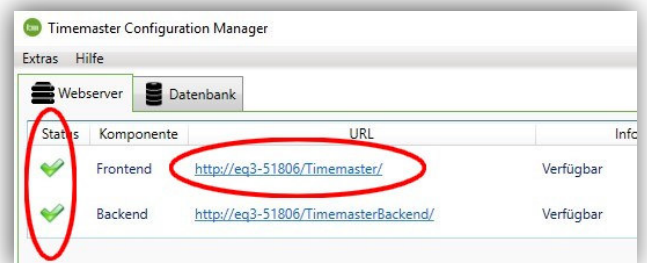 tm Timemaster Configuration Manager
Extras Hilfe
Webserver Datenbank
Status Komponente URL Info
Frontend http://eq3-51806/Timemaster/ Verfügbar
Backend http://eq3-51806/TimemasterBackend/ Verfügbar